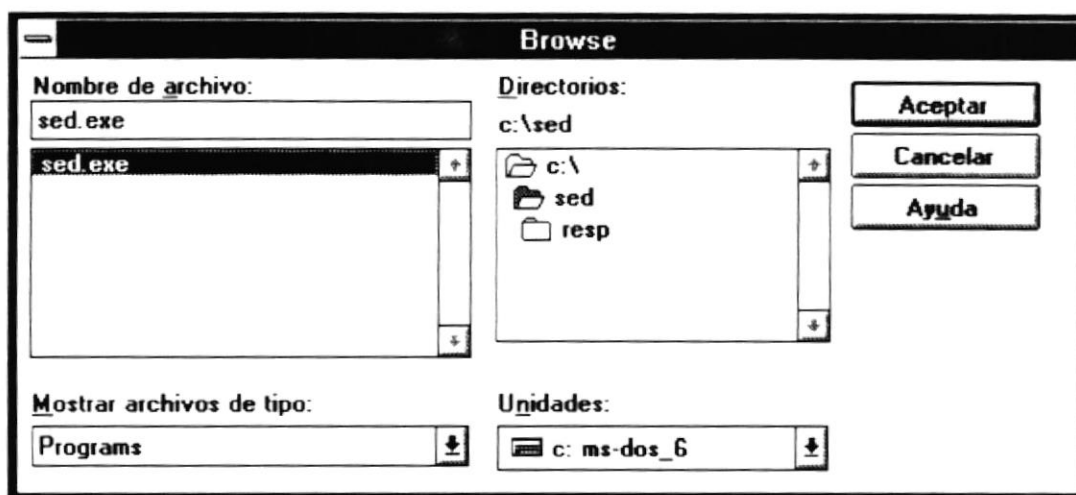 Browse
Nombre de archivo:
sed.exe
sed.exe
Directorios:
c:\sed
c:\
sed
resp
Aceptar
Cancelar
Ayuda
Mostrar archivos de tipo:
Programs
Unidades:
c: ms-dos_6